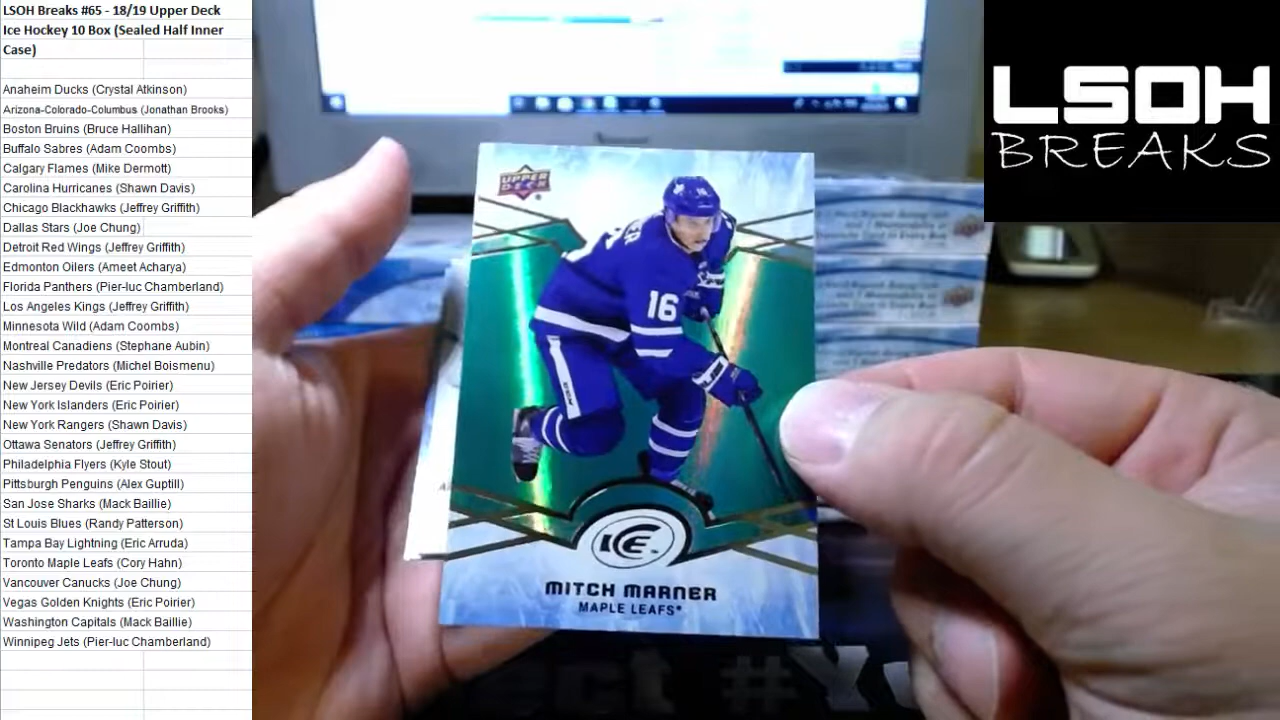 LSOH Breaks #65 - 18/19 Upper Deck
Ice Hockey 10 Box (Sealed Half Inner
Case)
Anaheim Ducks (Crystal Atkinson)
Arizona-Colorado-Columbus (Jonathan Brooks)
Boston Bruins (Bruce Hallihan)
Buffalo Sabres (Adam Coombs)
Calgary Flames (Mike Dermott)
Carolina Hurricanes (Shawn Davis)
Chicago Blackhawks (Jeffrey Griffith)
Dallas Stars (Joe Chung)
Detroit Red Wings (Jeffrey Griffith)
Edmonton Oilers (Ameet Acharya)
Florida Panthers (Pier-luc Chamberland)
Los Angeles Kings (Jeffrey Griffith)
Minnesota Wild (Adam Coombs)
Montreal Canadiens (Stephane Aubin)
Nashville Predators (Michel Boismenu)
New Jersey Devils (Eric Poirier)
New York Islanders (Eric Poirier)
New York Rangers (Shawn Davis)
Ottawa Senators (Jeffrey Griffith)
Philadelphia Flyers (Kyle Stout)
Pittsburgh Penguins (Alex Guptill)
San Jose Sharks (Mack Baillie)
St Louis Blues (Randy Patterson)
Tampa Bay Lightning (Eric Arruda)
Toronto Maple Leafs (Cory Hahn)
Vancouver Canucks (Joe Chung)
Vegas Golden Knights (Eric Poirier)
Washington Capitals (Mack Baillie)
Winnipeg Jets (Pier-luc Chamberland)
LSOH
BREAKS
UPPER
DECK
16
16
ICE
MITCH MARNER
MAPLE LEAFS